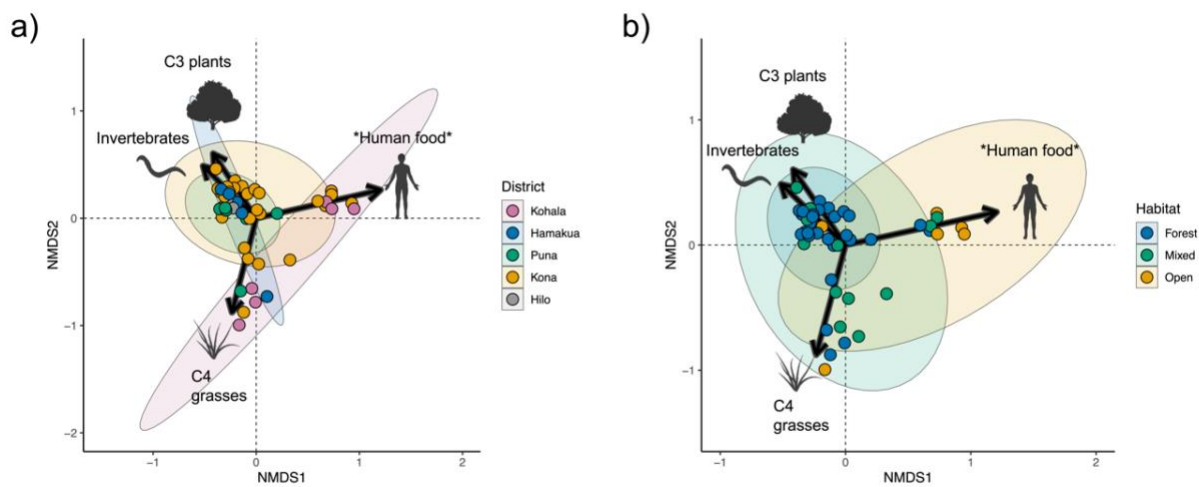 a)
C3 plants
Invertebrates
*Human food*
C4
grasses
1
0
−1
−2
NMDS2
−1
0
1
2
NMDS1
District
Kohala
Hamakua
Puna
Kona
Hilo
b)
C3 plants
Invertebrates
*Human food*
C4
grasses
1
0
−1
NMDS2
−1
0
1
2
NMDS1
Habitat
Forest
Mixed
Open